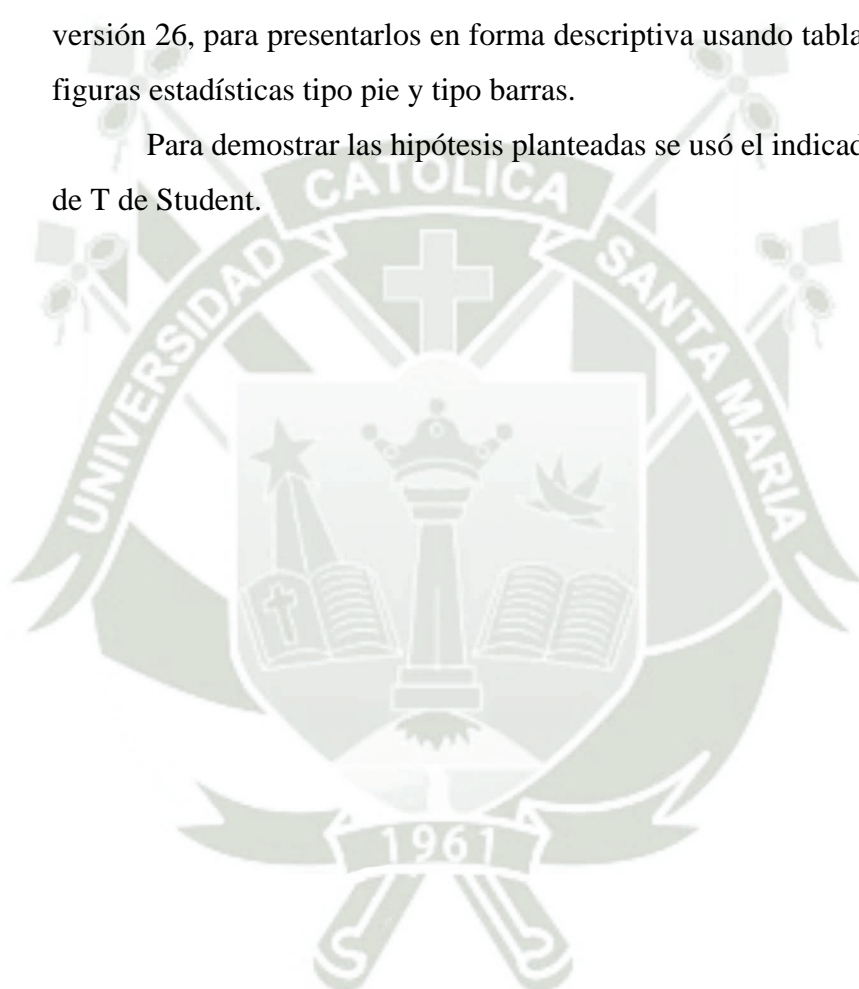 versión 26, para presentarlos en forma descriptiva usando tabla
figuras estadísticas tipo pie y tipo barras.
Para demostrar las hipótesis planteadas se usó el indicad
de T de Student.
UNIVERSIDAD CATOLICA SANTA MARIA
1961